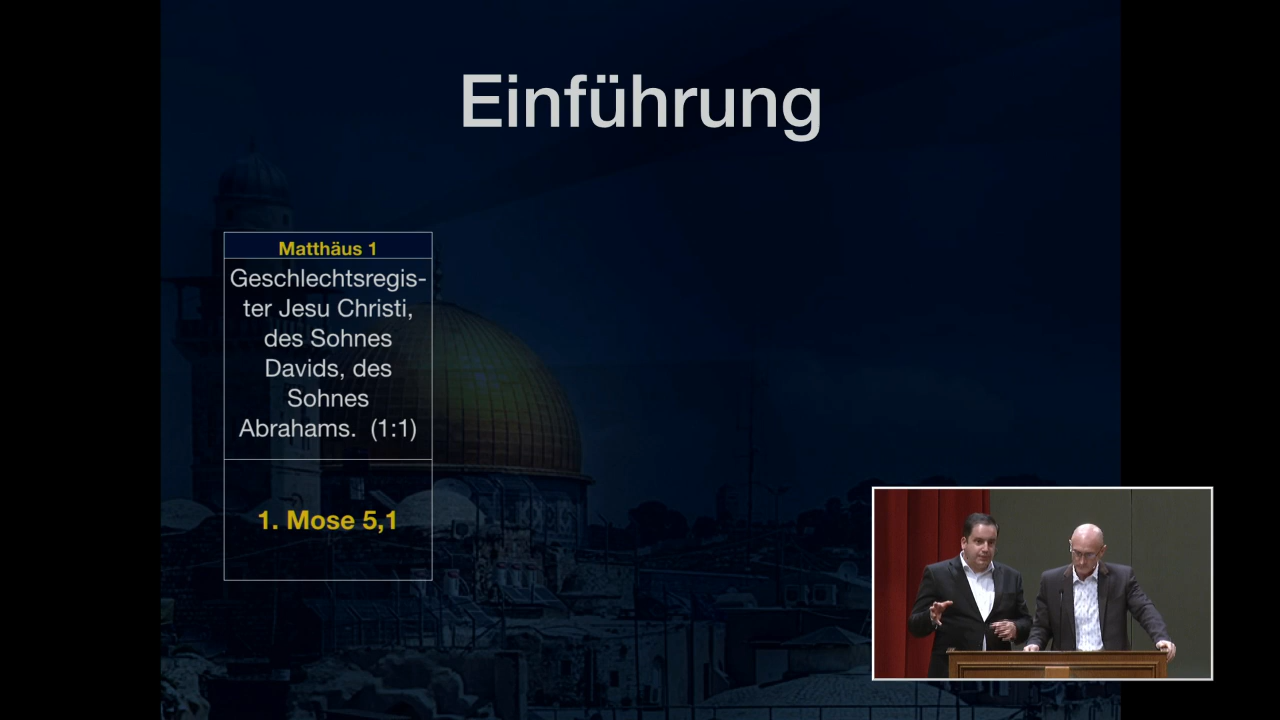 Einführung
Matthäus 1
Geschlechtsregis-
ter Jesu Christi,
des Sohnes
Davids, des
Sohnes
Abrahams.  (1:1)
1. Mose 5,1